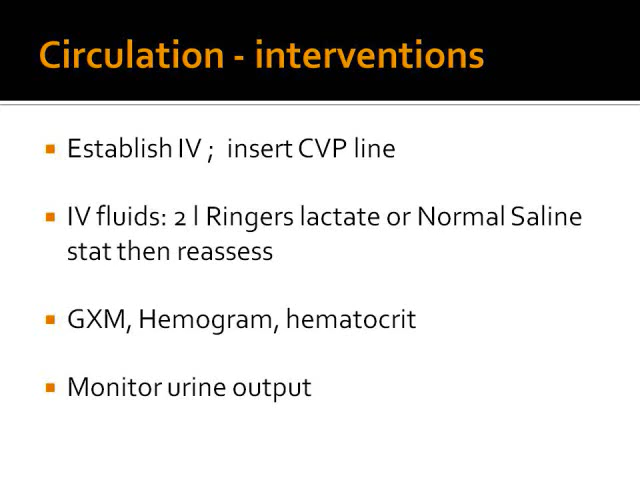 Circulation - interventions
Establish IV ; insert CVP line
IV fluids: 2 l Ringers lactate or Normal Saline
stat then reassess
GXM, Hemogram, hematocrit
Monitor urine output